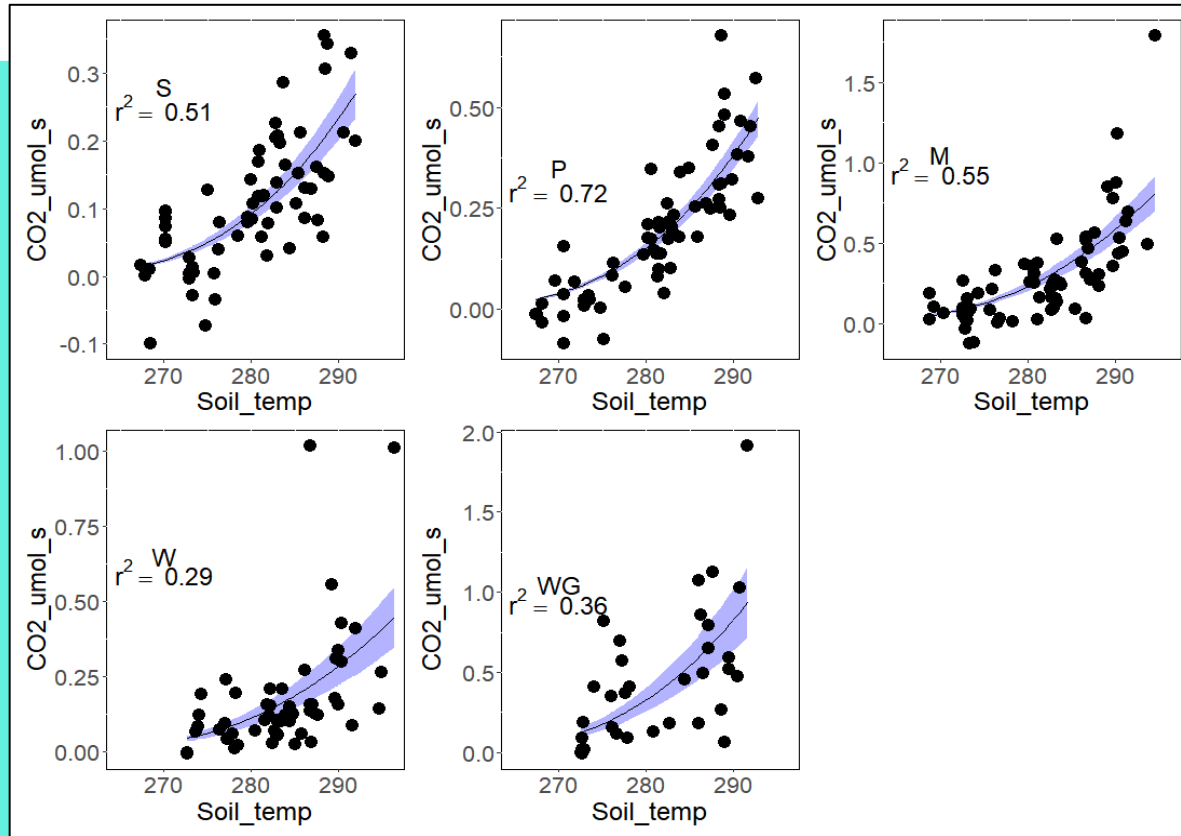 CO2_umol_s
0.3
0.2
0.1
0.0
-0.1
S
r² = 0.51
270 280 290
Soil_temp
CO2_umol_s
0.50
0.25
0.00
P
r² = 0.72
270 280 290
Soil_temp
CO2_umol_s
1.5
1.0
0.5
0.0
M
r² = 0.55
270 280 290
Soil_temp
CO2_umol_s
1.00
0.75
0.50
0.25
0.00
W
r² = 0.29
270 280 290
Soil_temp
CO2_umol_s
2.0
1.5
1.0
0.5
0.0
WG
r² = 0.36
270 280 290
Soil_temp